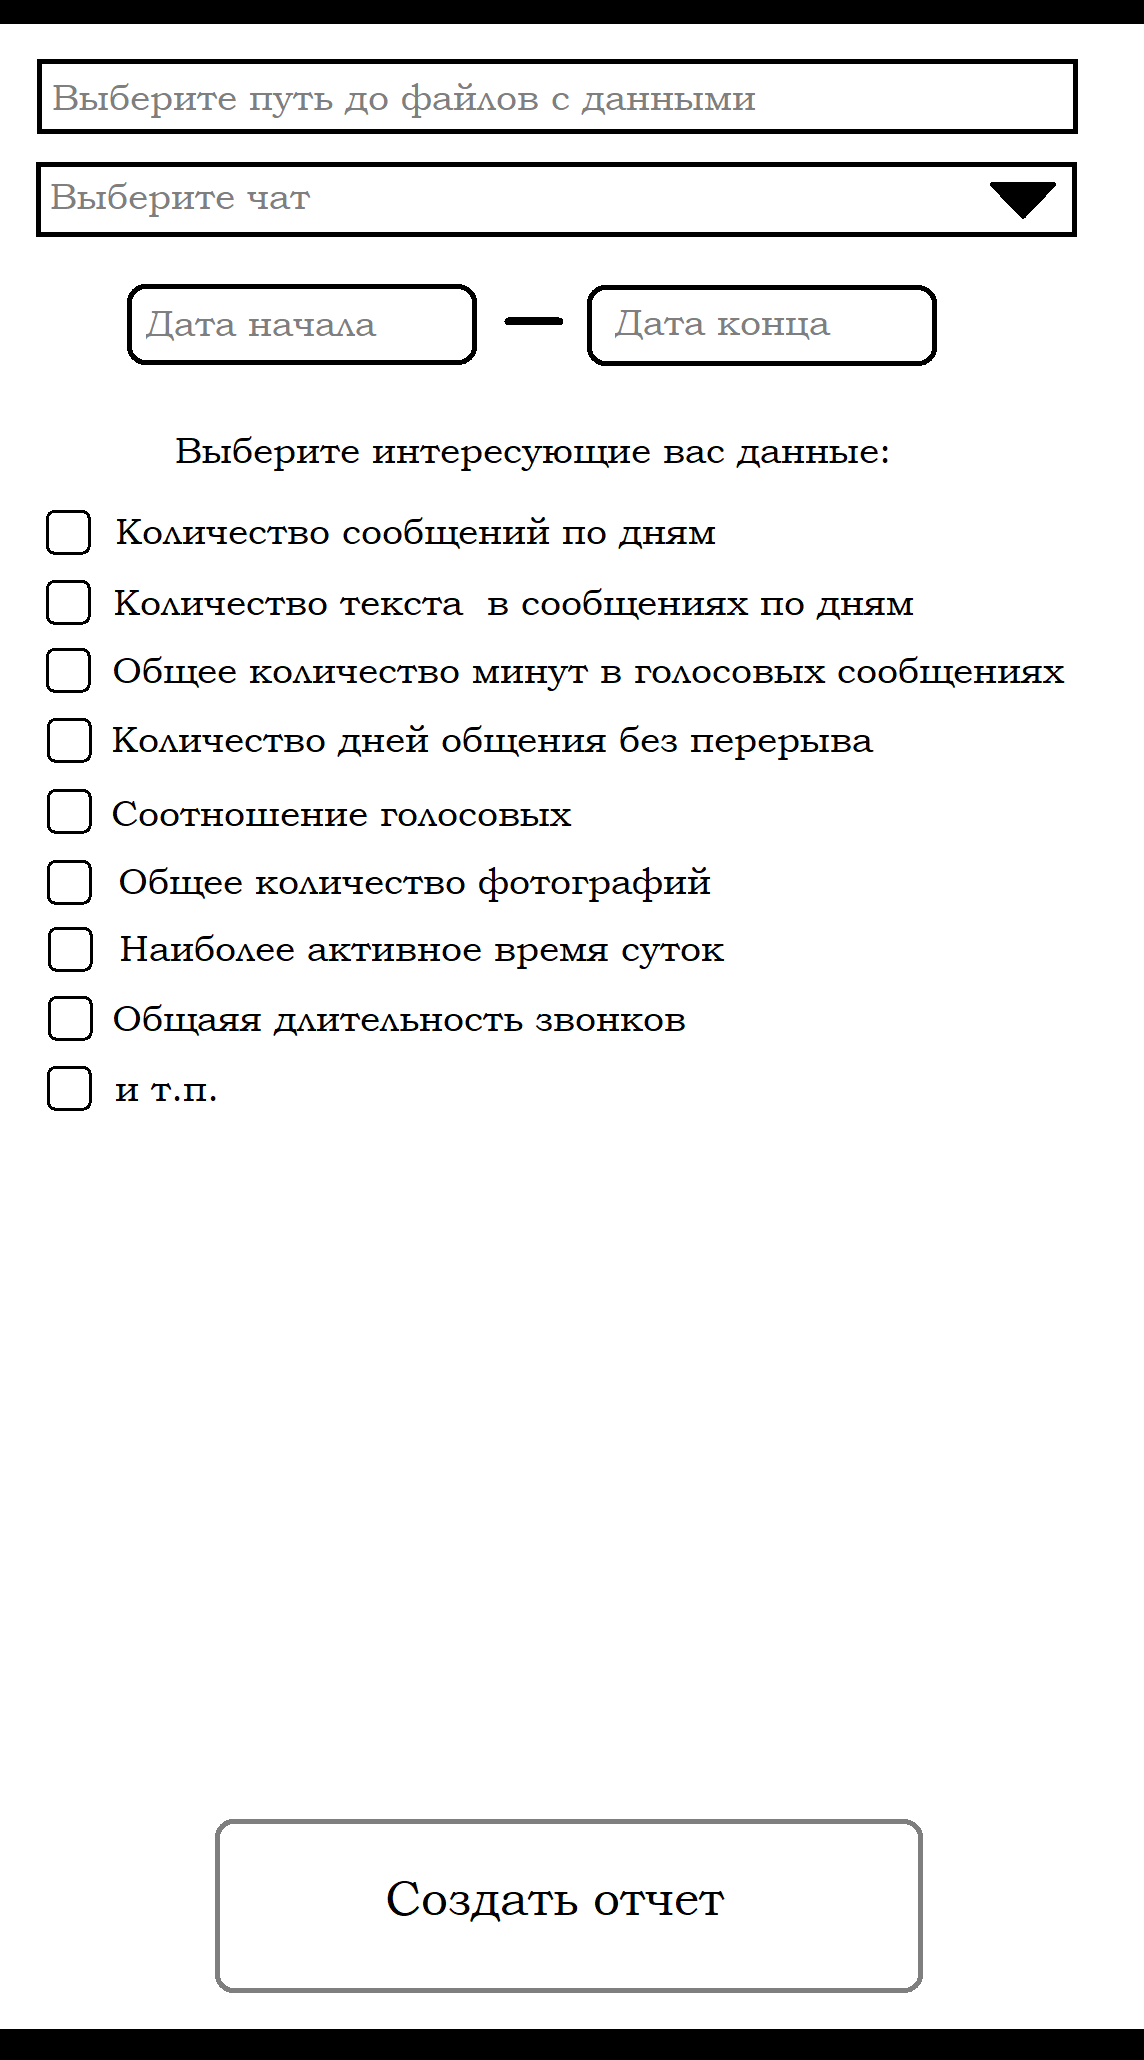 Выберите путь до файлов с данными
Выберите чат
Дата начала
Дата конца
Выберите интересующие вас данные:
Количество сообщений по дням
Количество текста  в сообщениях по дням
Общее количество минут в голосовых сообщениях
Количество дней общения без перерыва
Соотношение голосовых
Общее количество фотографий
Наиболее активное время суток
Общаяя длительность звонков
и т.п.
Создать отчет